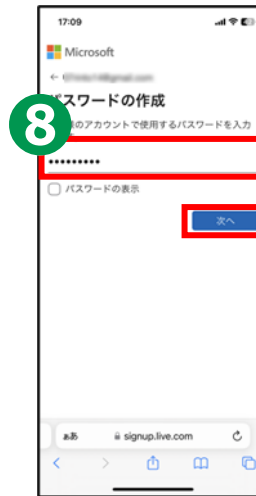 17:09
Microsoft
パスワードの作成
のアカウントで使用するパスワードを入力
8
•••••••••
パスワードの表示
次へ
ああ
signup.live.com